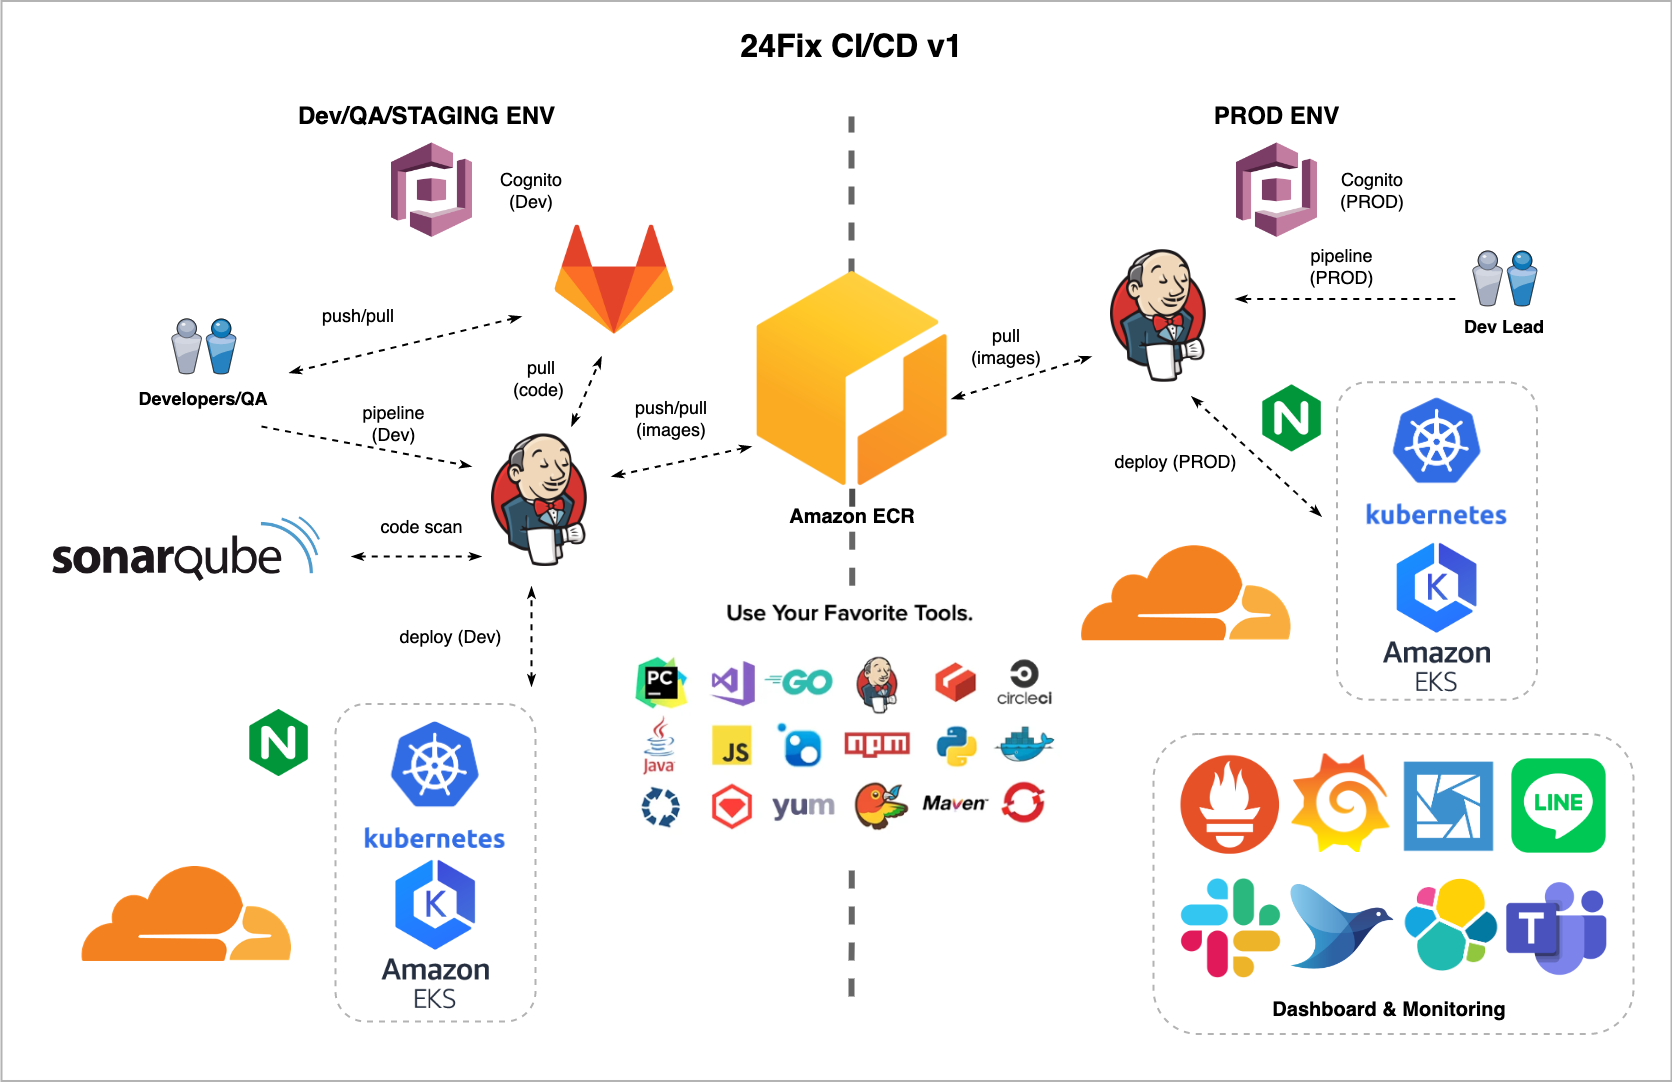 24Fix CI/CD v1
Dev/QA/STAGING ENV
Cognito
(Dev)
push/pull
Developers/QA
pull
(code)
pipeline
(Dev)
push/pull
(images)
sonarqube
code scan
deploy (Dev)
N
kubernetes
K
Amazon
EKS
Amazon ECR
Use Your Favorite Tools.
PC
GO
circleci
Java
JS
npm
yum
Maven
PROD ENV
Cognito
(PROD)
pipeline
(PROD)
Dev Lead
pull
(images)
N
deploy (PROD)
kubernetes
K
Amazon
EKS
LINE
T
Dashboard & Monitoring